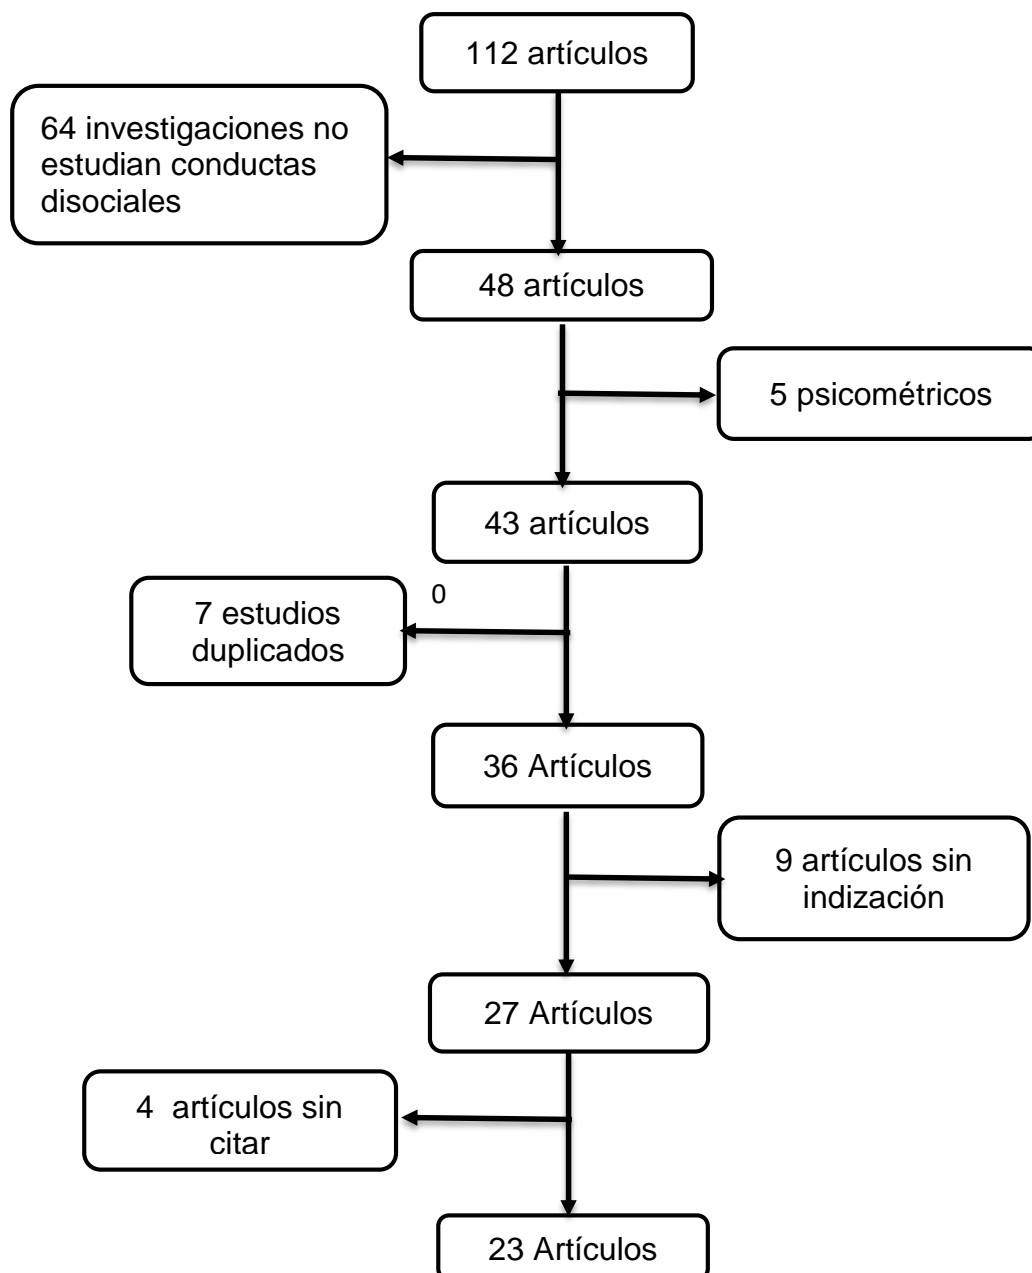 112 artículos
64 investigaciones no
estudian conductas
disociales
48 artículos
5 psicométricos
43 artículos
0
7 estudios
duplicados
36 Artículos
9 artículos sin
indización
27 Artículos
4 artículos sin
citar
23 Artículos